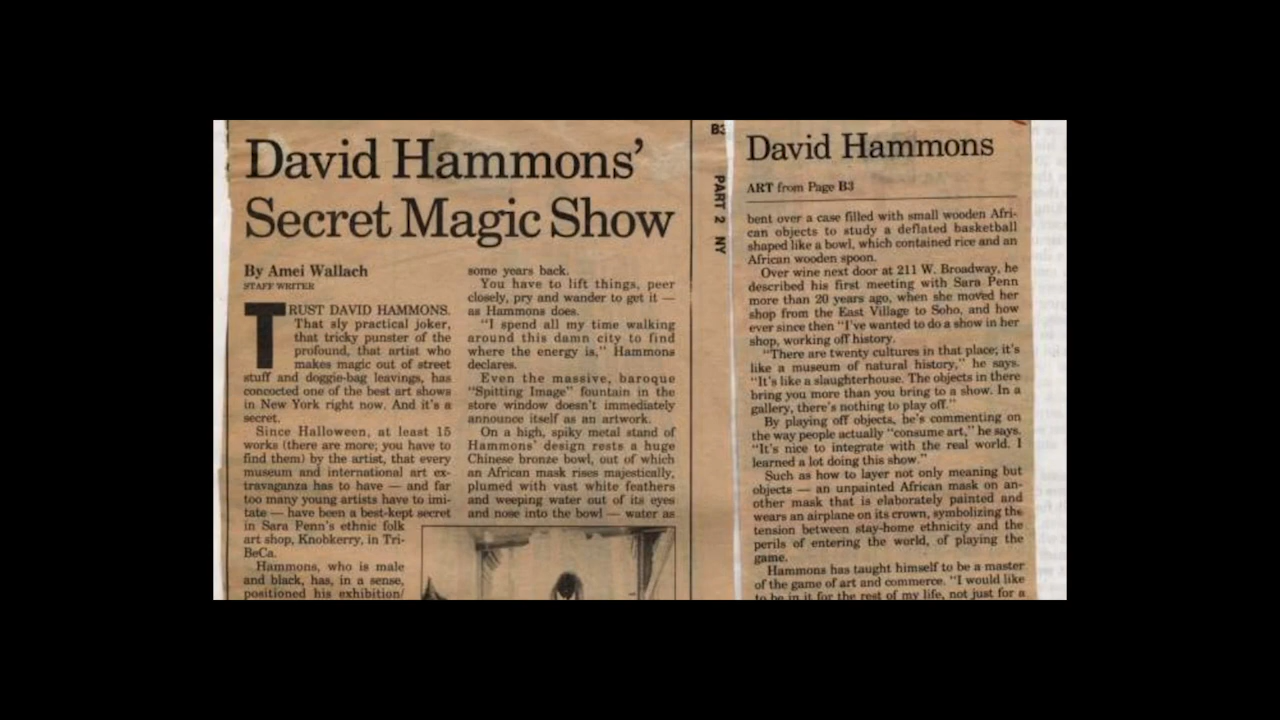 David Hammons'
Secret Magic Show
By Amei Wallach
STAFF WRITER
TRUST DAVID HAMMONS.
That sly practical joker,
that tricky punster of the
profound, that artist who
makes magic out of street
stuff and doggie-bag leavings, has
concocted one of the best art shows
in New York right now. And it's a
secret.
Since Halloween, at least 15
works (there are more; you have to
find them) by the artist, that every
museum and international art ex-
travaganza has to have — and far
too many young artists have to imi-
tate — have been a best-kept secret
in Sara Penn's ethnic folk
art shop, Knobkerry, in Tri-
BeCa.
Hammons, who is male
and black, has, in a sense,
positioned his exhibition/
some years back.
You have to lift things, peer
closely, pry and wander to get it —
as Hammons does.
"I spend all my time walking
around this damn city to find
where the energy is," Hammons
declares.
Even the massive, baroque
"Spitting Image" fountain in the
store window doesn't immediately
announce itself as an artwork.
On a high, spiky metal stand of
Hammons' design rests a huge
Chinese bronze bowl, out of which
an African mask rises majestically,
plumed with vast white feathers
and weeping water out of its eyes
and nose into the bowl — water as
B3
PART 2 NY
David Hammons
ART from Page B3
bent over a case filled with small wooden Afri-
can objects to study a deflated basketball
shaped like a bowl, which contained rice and an
African wooden spoon.
Over wine next door at 211 W. Broadway, he
described his first meeting with Sara Penn
more than 20 years ago, when she moved her
shop from the East Village to Soho, and how
ever since then "I've wanted to do a show in her
shop, working off history.
"There are twenty cultures in that place; it's
like a museum of natural history," he says.
"It's like a slaughterhouse. The objects in there
bring you more than you bring to a show. In a
gallery, there's nothing to play off."
By playing off objects, he's commenting on
the way people actually "consume art," he says.
"It's nice to integrate with the real world. I
learned a lot doing this show."
Such as how to layer not only meaning but
objects — an unpainted African mask on an-
other mask that is elaborately painted and
wears an airplane on its crown, symbolizing the
tension between stay-home ethnicity and the
perils of entering the world, of playing the
game.
Hammons has taught himself to be a master
of the game of art and commerce. "I would like
to be in it for the rest of my life, not just for a